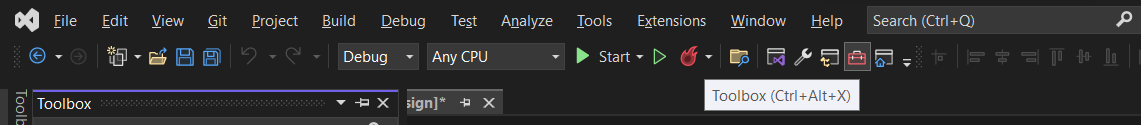 File Edit View Git Project Build Debug Test Analyze Tools Extensions Window Help Search (Ctrl+Q)
Debug Any CPU Start
Toolbox (Ctrl+Alt+X)
Toolbox sign]*